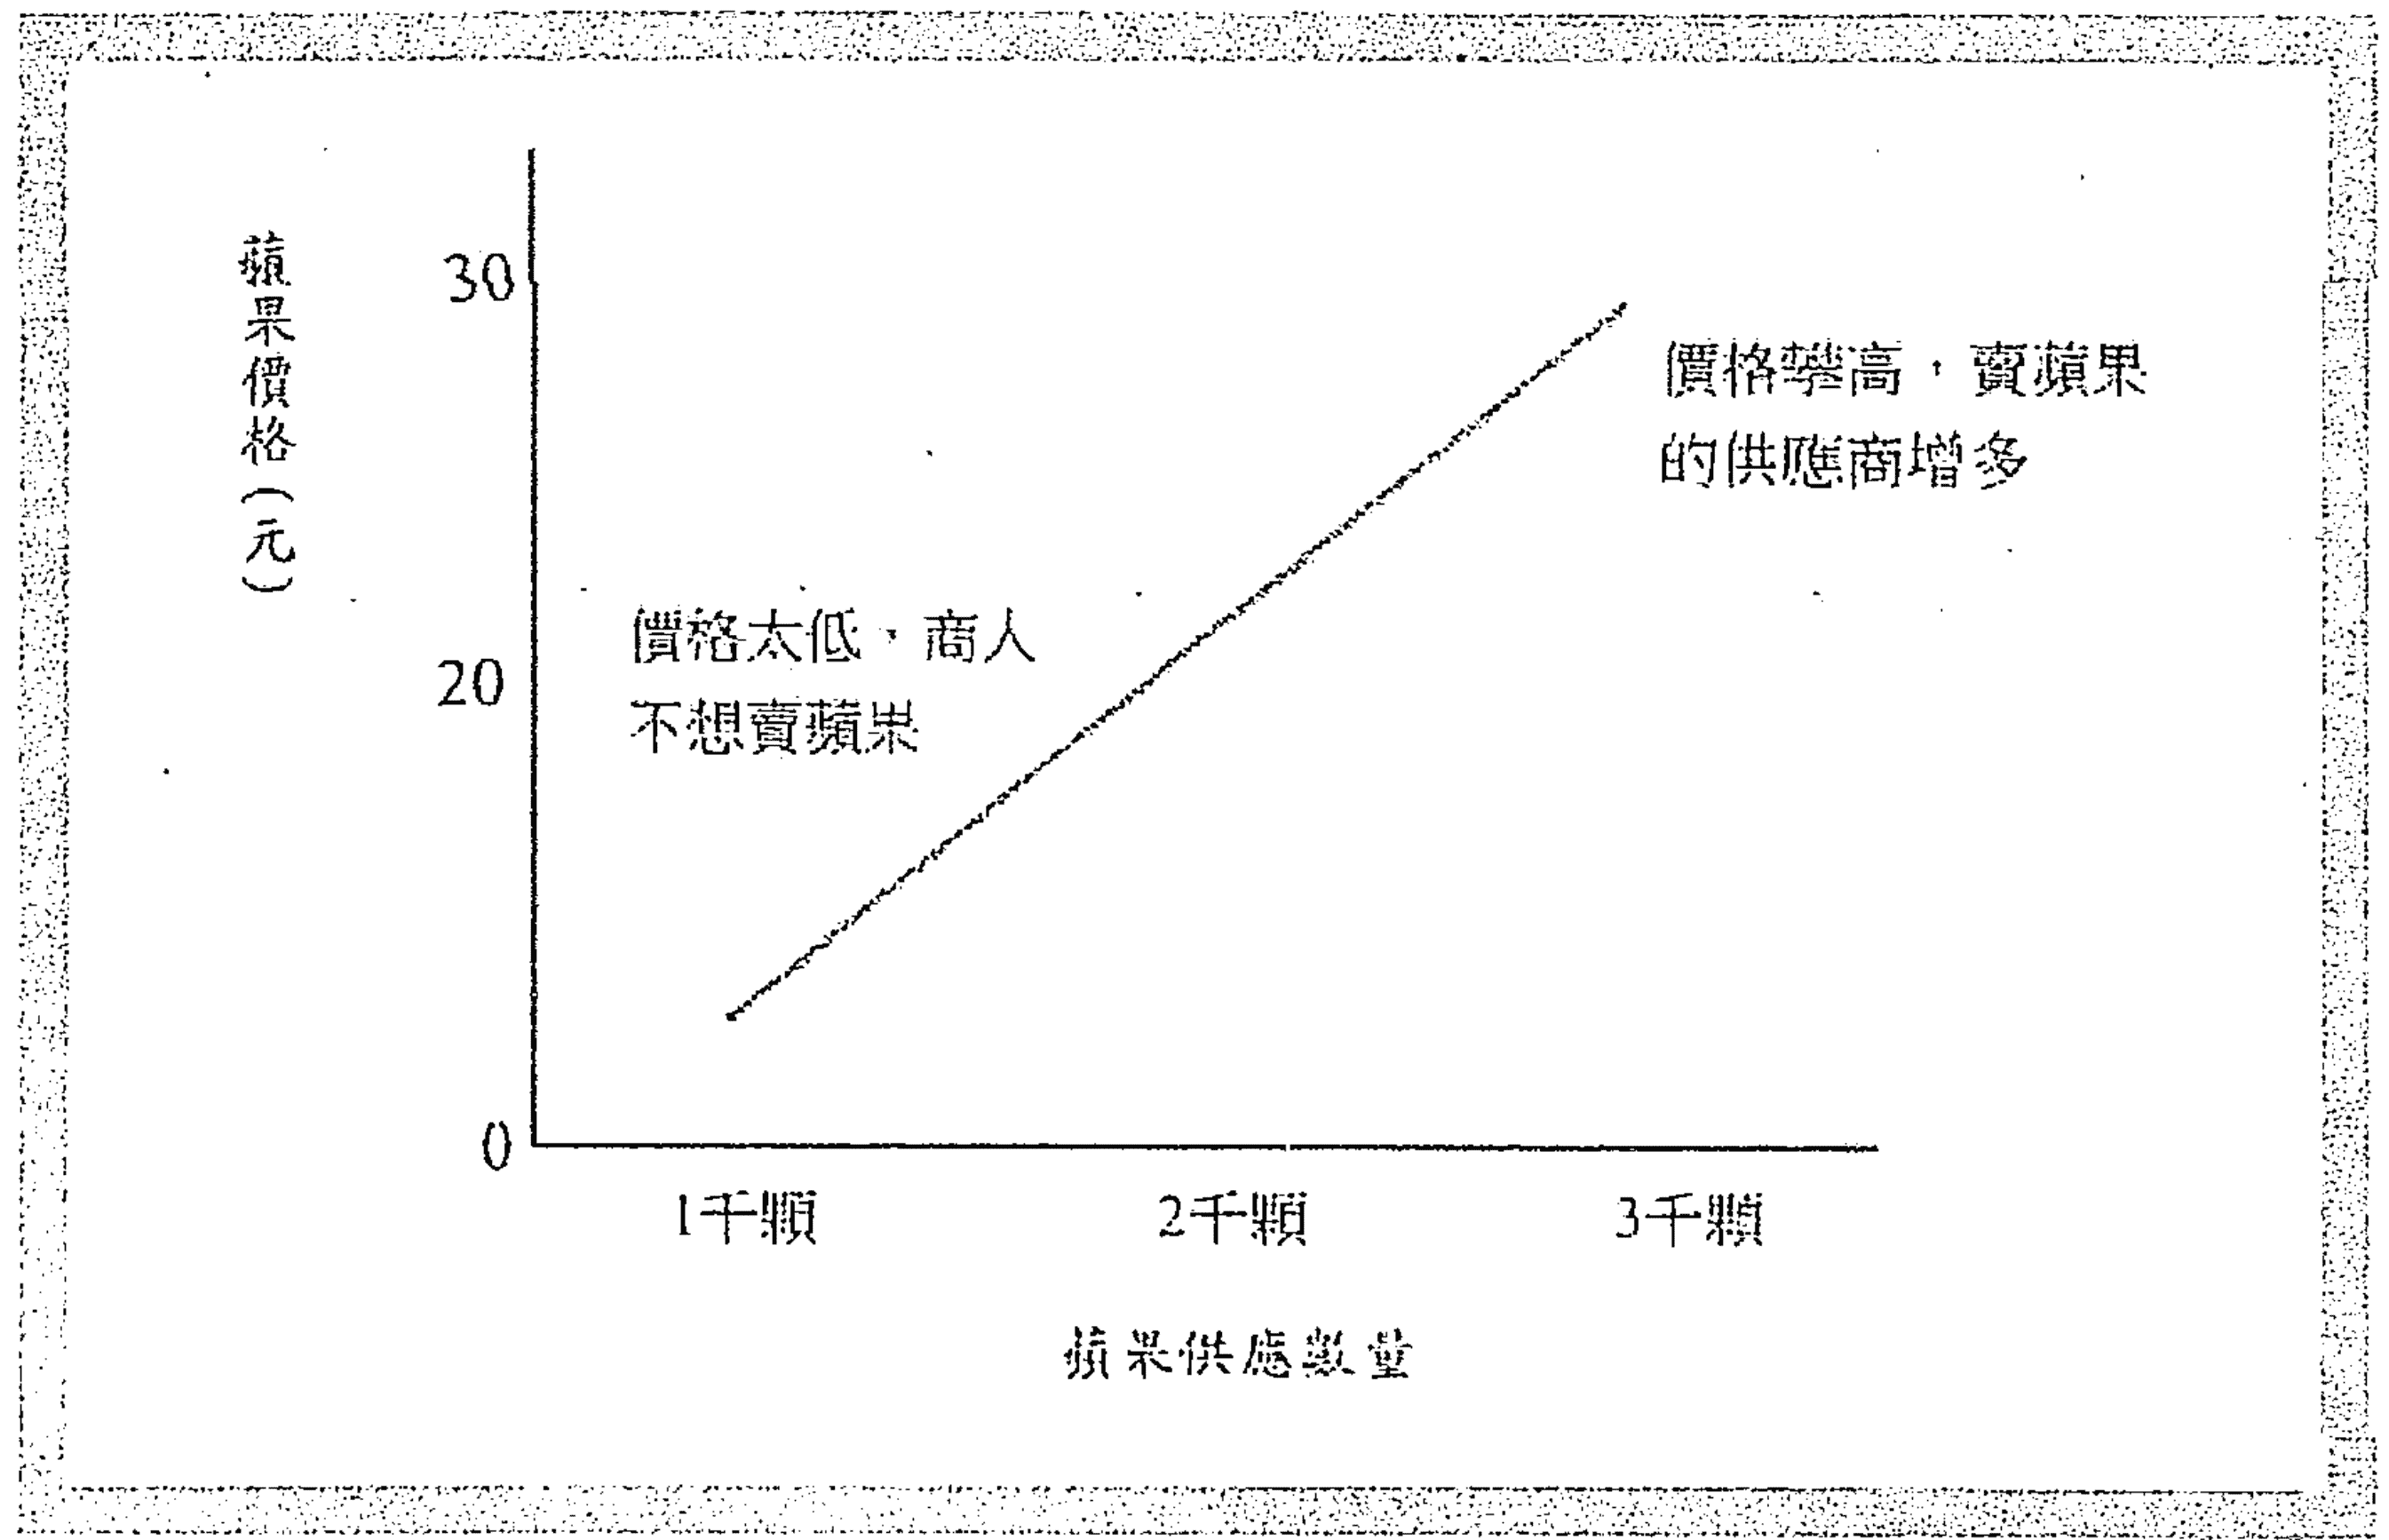 蘋果價格(元)
30
價格攀高，賣蘋果
的供應商增多
價格太低，商人
不想賣蘋果
20
0
1千顆
2千顆
3千顆
蘋果供應數量